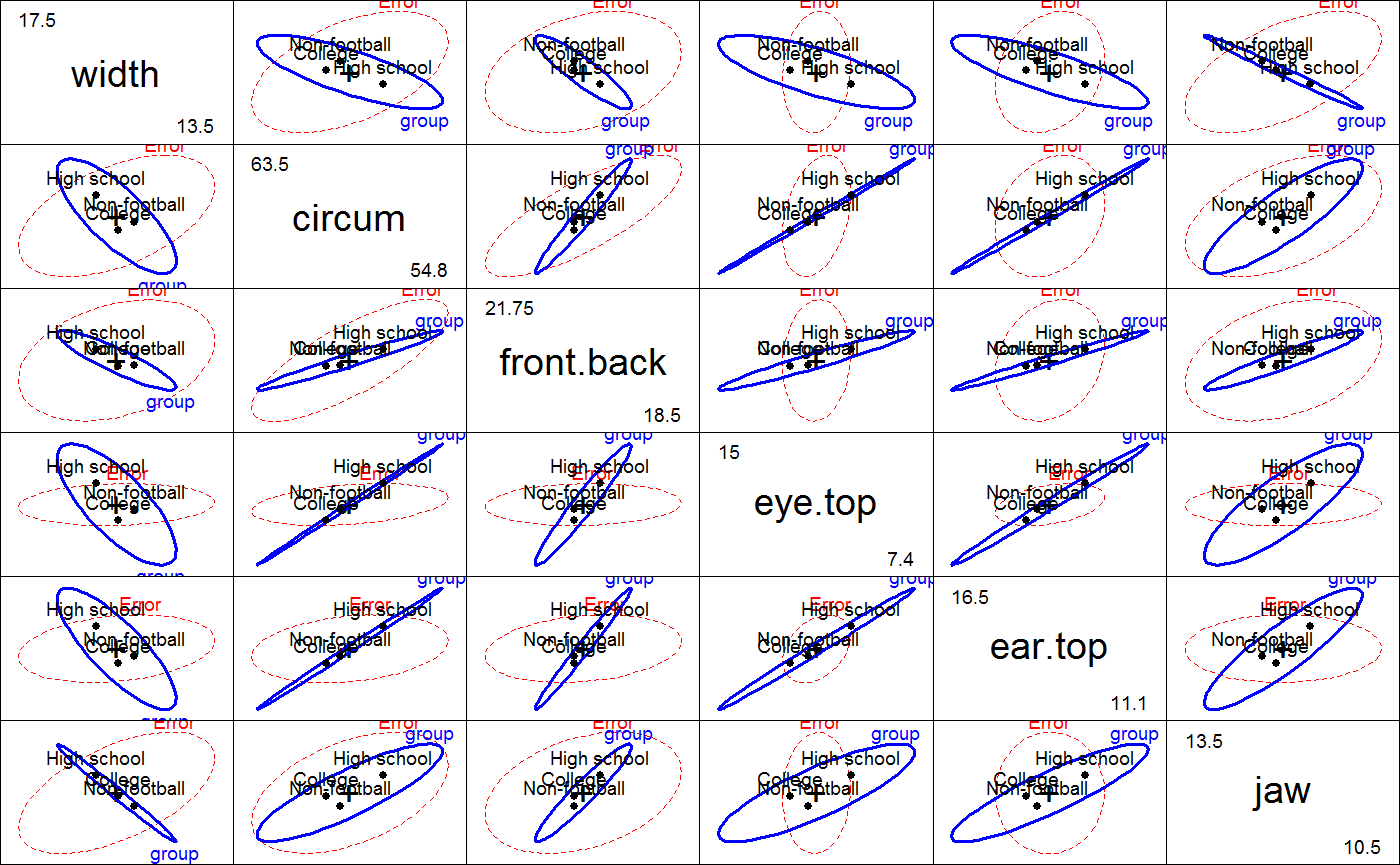 17.5
width
13.5
Error
Non-football
College
High school
group
Error
Non-football
College
High school
group
Error
Non-football
College
High school
group
Error
Non-football
College
High school
group
Error
Non-football
College
High school
group
Error
High school
Non-football
College
group
63.5
circum
54.8
group
Error
High school
Non-football
College
group
Error
High school
Non-football
College
group
Error
High school
Non-football
College
Error
group
High school
Non-football
College
High school
College
Non-football
group
Error
group
High school
College
Non-football
21.75
front.back
18.5
Error
group
High school
College
Non-football
Error
group
High school
College
Non-football
Error
group
High school
College
Non-football
High school
Error
Non-football
College
group
group
High school
Error
Non-football
College
group
High school
Error
Non-football
College
15
eye.top
7.4
group
High school
Error
Non-football
College
group
High school
Error
Non-football
College
Error
High school
Non-football
College
group
group
Error
High school
Non-football
College
group
Error
High school
Non-football
College
group
Error
High school
Non-football
College
16.5
ear.top
11.1
group
Error
High school
Non-football
College
Error
High school
College
Non-football
group
Error
group
High school
College
Non-football
Error
group
High school
College
Non-football
Error
group
High school
College
Non-football
Error
group
High school
College
Non-football
13.5
jaw
10.5